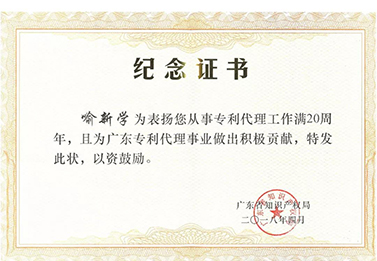 纪念证书
喻新学为表扬您从事专利代理工作满20周
年，且为广东专利代理事业做出积极贡献，特发
此状，以资鼓励。
广东省知识产权局
二〇一八年四月